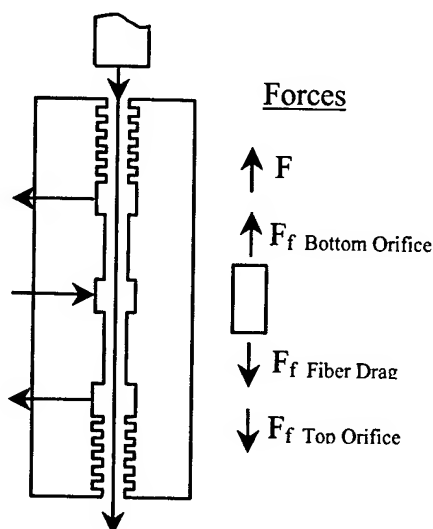 Forces
F
Ff Bottom Orifice
Ff Fiber Drag
Ff Top Orifice